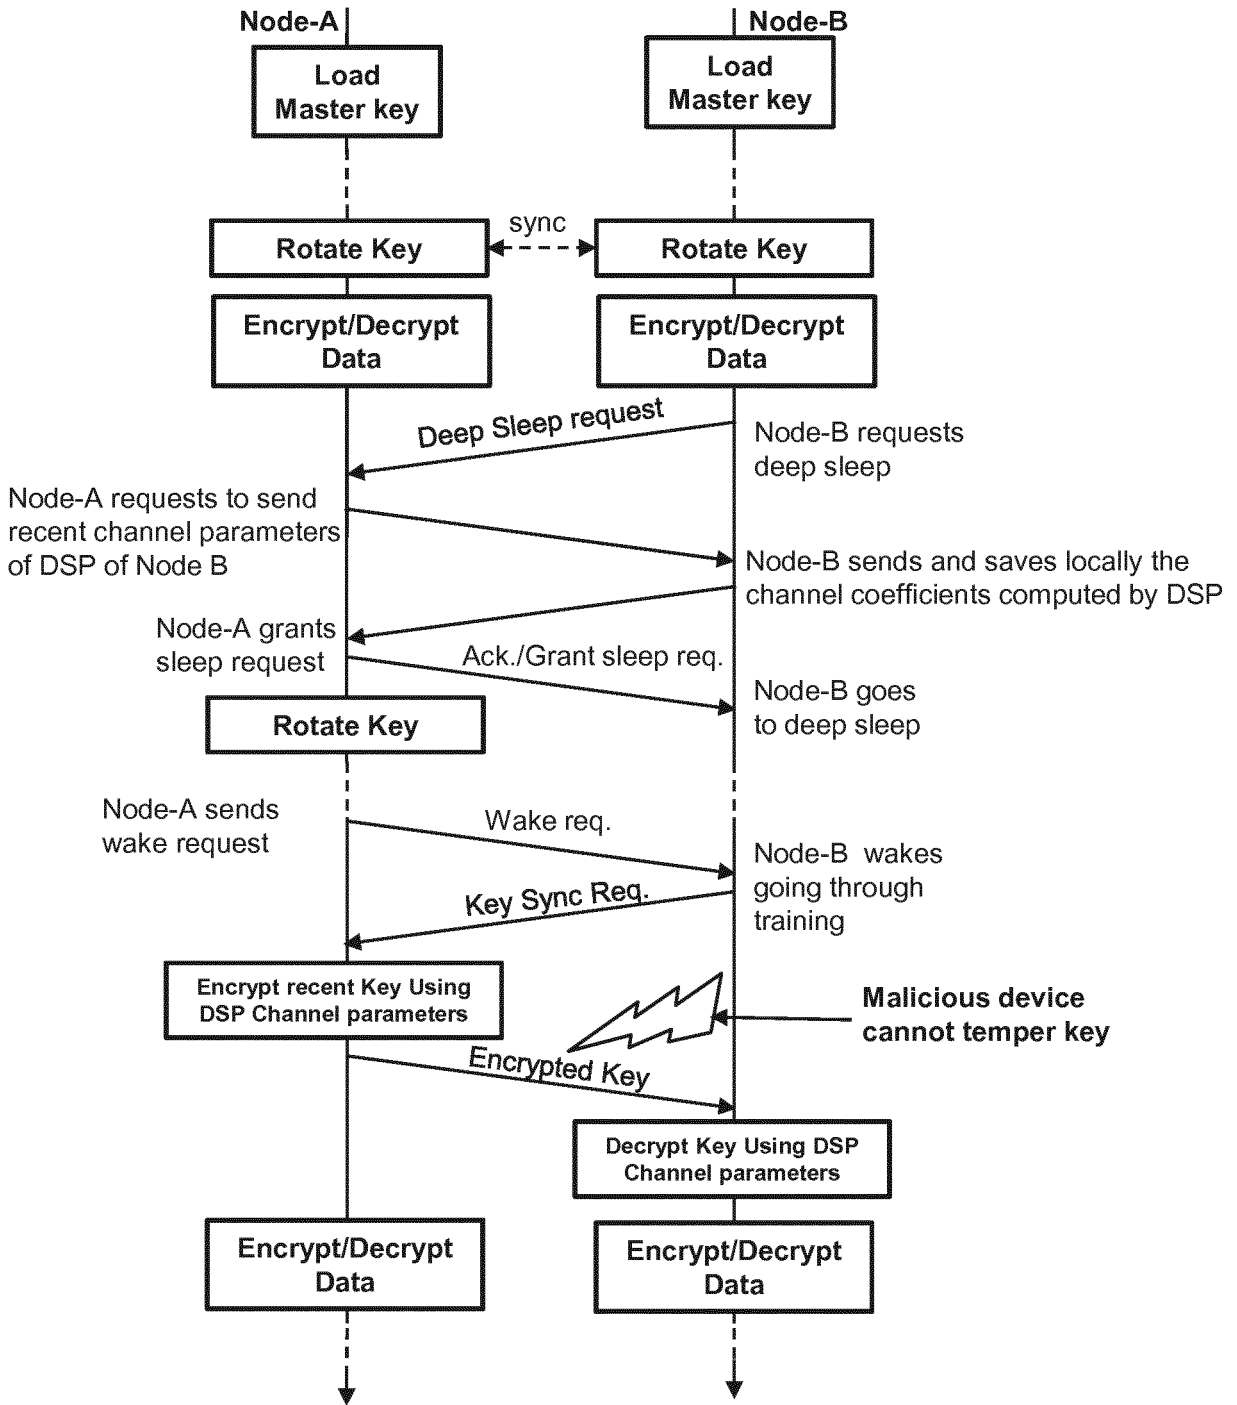 Node-A
Node-B
Load
Master key
Load
Master key
sync
Rotate Key
Rotate Key
Encrypt/Decrypt
Data
Encrypt/Decrypt
Data
Deep Sleep request
Node-B requests
deep sleep
Node-A requests to send
recent channel parameters
of DSP of Node B
Node-B sends and saves locally the
channel coefficients computed by DSP
Node-A grants
sleep request
Ack./Grant sleep req.
Node-B goes
to deep sleep
Rotate Key
Node-A sends
wake request
Wake req.
Node-B wakes
going through
training
Key Sync Req.
Encrypt recent Key Using
DSP Channel parameters
Malicious device
cannot temper key
Encrypted Key
Decrypt Key Using DSP
Channel parameters
Encrypt/Decrypt
Data
Encrypt/Decrypt
Data